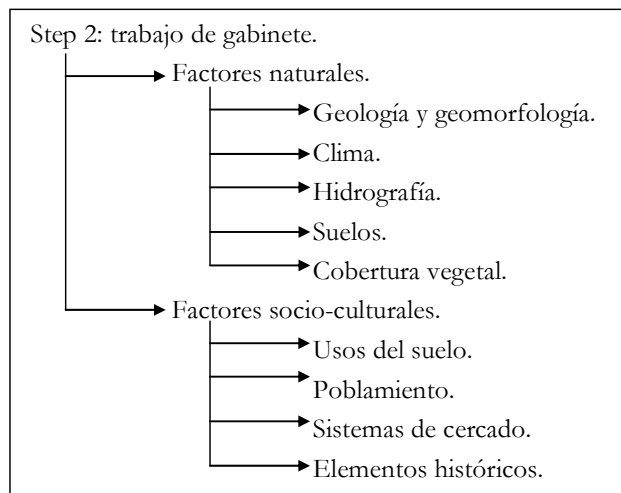 Step 2: trabajo de gabinete.
Factores naturales.
Geología y geomorfología.
Clima.
Hidrografía.
Suelos.
Cobertura vegetal.
Factores socio-culturales.
Usos del suelo.
Poblamiento.
Sistemas de cercado.
Elementos históricos.